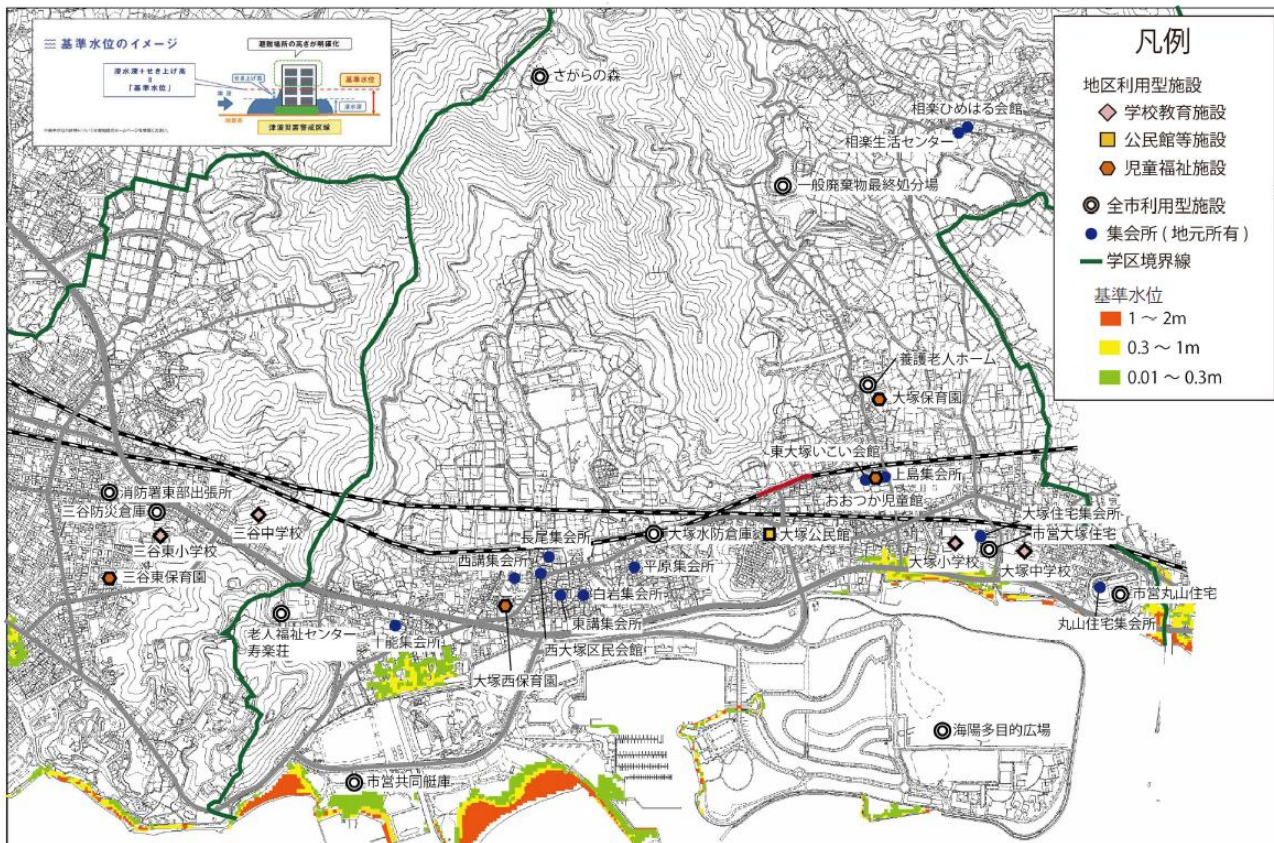 基準水位のイメージ
避難場所の高さが明確化
浸水深+せき上げ高
=
「基準水位」
せき上げ高
基準水位
津波
浸水深
地盤面
津波災害警戒区域
凡例
地区利用型施設
学校教育施設
公民館等施設
児童福祉施設
全市利用型施設
集会所(地元所有)
学区境界線
基準水位
1～2m
0.3～1m
0.01～0.3m
さがらの森
相楽ひめはる会館
相楽生活センター
一般廃棄物最終処分場
養護老人ホーム
大塚保育園
東大塚いこい会館
上島集会所
おおつか児童館
消防署東部出張所
三谷防災倉庫
三谷中学校
三谷東小学校
三谷東保育園
長尾集会所
大塚水防倉庫
大塚公民館
大塚住宅集会所
市営大塚住宅
西講集会所
平原集会所
大塚小学校
大塚中学校
白岩集会所
市営丸山住宅
東講集会所
丸山住宅集会所
老人福祉センター
寿楽荘
十能集会所
西大塚区民会館
大塚西保育園
海陽多目的広場
市営共同艇庫